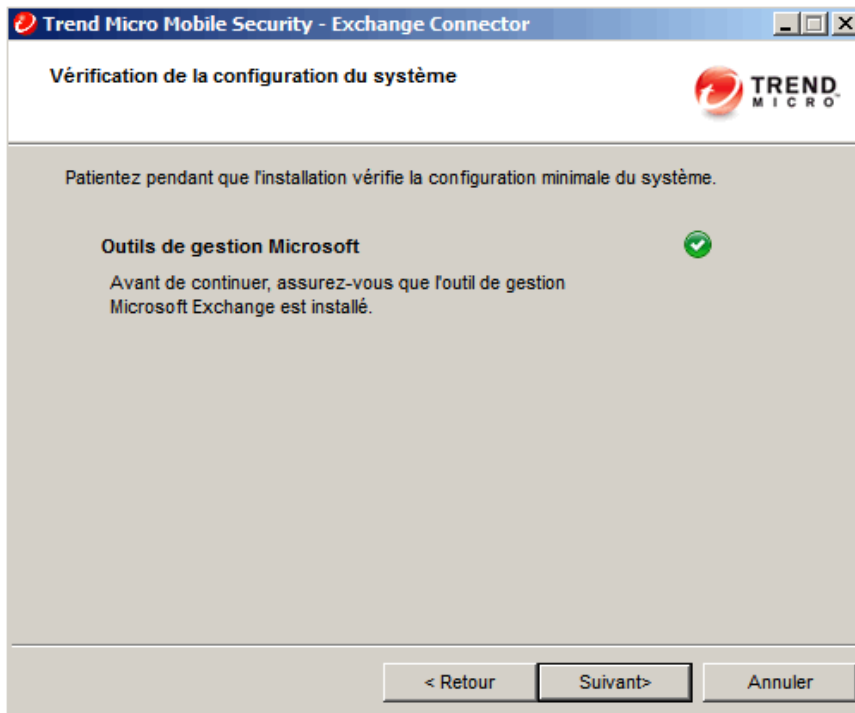 Trend Micro Mobile Security - Exchange Connector
Vérification de la configuration du système
TREND
MICRO™
Patientez pendant que l'installation vérifie la configuration minimale du système.
Outils de gestion Microsoft
Avant de continuer, assurez-vous que l'outil de gestion
Microsoft Exchange est installé.
< Retour
Suivant>
Annuler